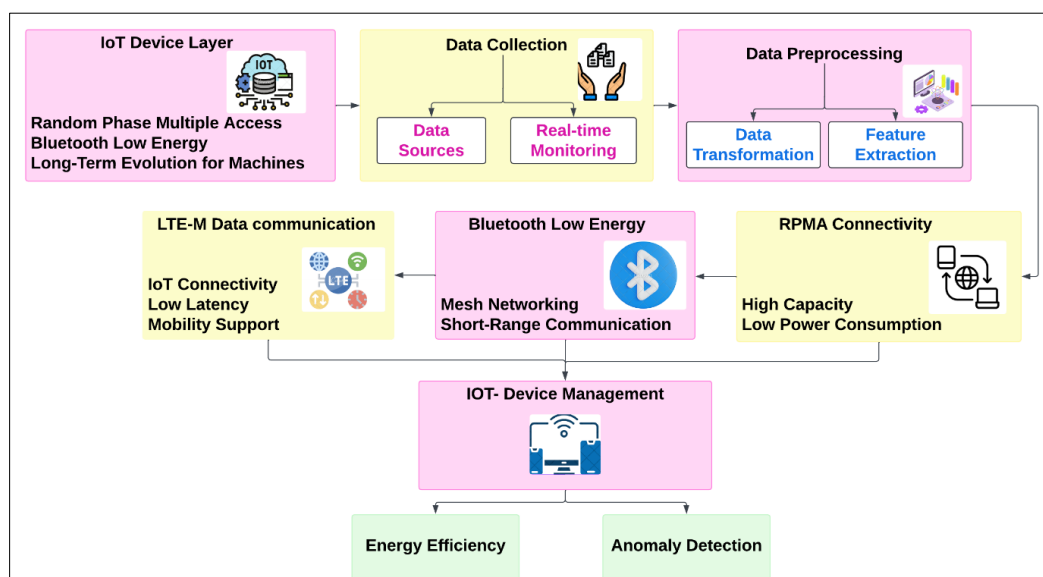 IoT Device Layer
IOT
Random Phase Multiple Access
Bluetooth Low Energy
Long-Term Evolution for Machines
Data Collection
Data
Sources
Real-time
Monitoring
Data Preprocessing
Data
Transformation
Feature
Extraction
LTE-M Data communication
LTE
IoT Connectivity
Low Latency
Mobility Support
Bluetooth Low Energy
Mesh Networking
Short-Range Communication
RPMA Connectivity
High Capacity
Low Power Consumption
IOT- Device Management
Energy Efficiency
Anomaly Detection